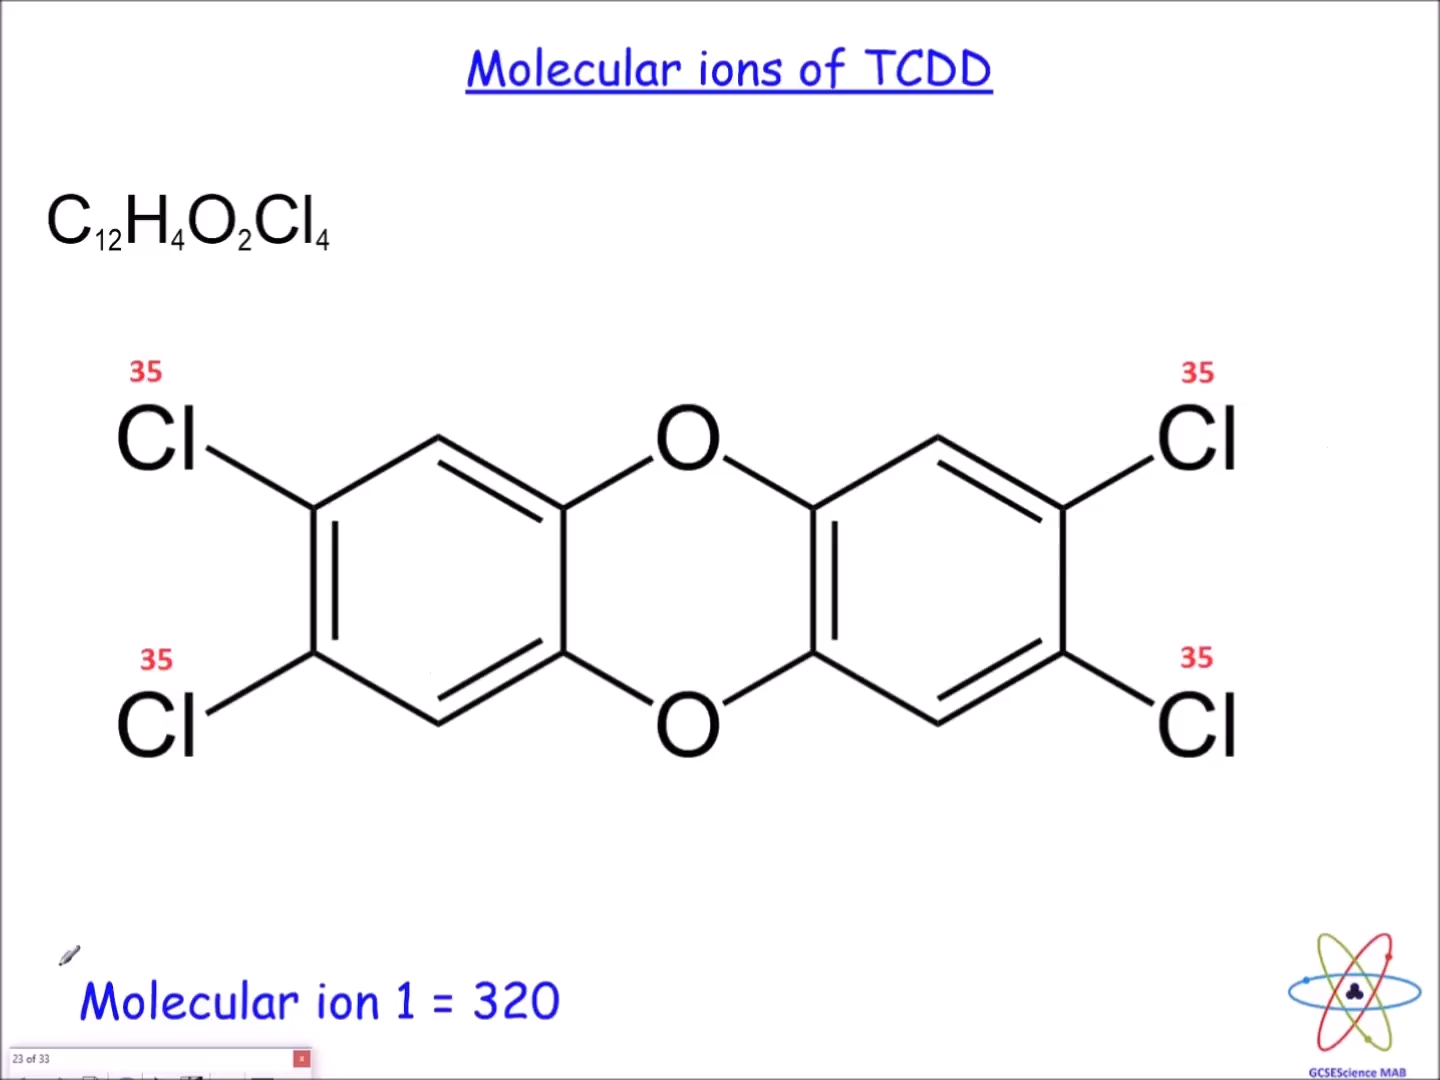 Molecular ions of TCDD
C₁₂H₄O₂Cl₄
35 35
Cl O Cl
35 35
Cl O Cl
Molecular ion 1 = 320
23 of 33 x
GCSEScience MAB